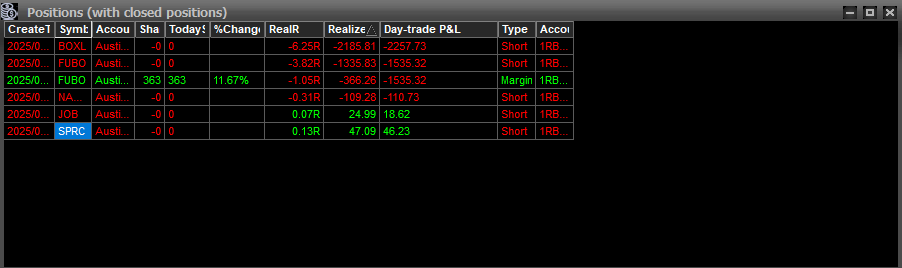 Positions (with closed positions)
CreateT Symb Accou Sha TodayS %Change RealR Realize Day-trade P&L Type Accou
2025/0... BOXL Austi... -0 0 -6.25R -2185.81 -2257.73 Short 1RB...
2025/0... FUBO Austi... -0 0 -3.82R -1335.83 -1535.32 Short 1RB...
2025/0... FUBO Austi... 363 363 11.67% -1.05R -366.26 -1535.32 Margin 1RB...
2025/0... NA... Austi... -0 0 -0.31R -109.28 -110.73 Short 1RB...
2025/0... JOB Austi... -0 0 0.07R 24.99 18.62 Short 1RB...
2025/0... SPRC Austi... -0 0 0.13R 47.09 46.23 Short 1RB...